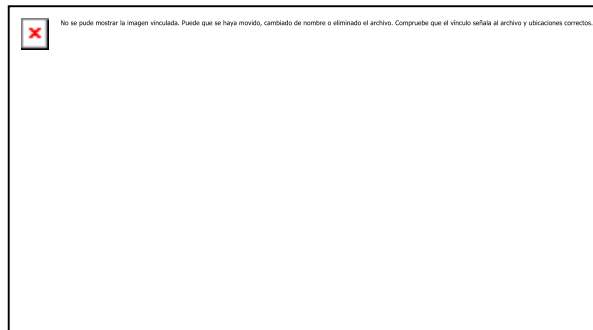 No se pude mostrar la imagen vinculada. Puede que se haya movido, cambiado de nombre o eliminado el archivo. Compruebe que el vínculo señala al archivo y ubicaciones correctos.